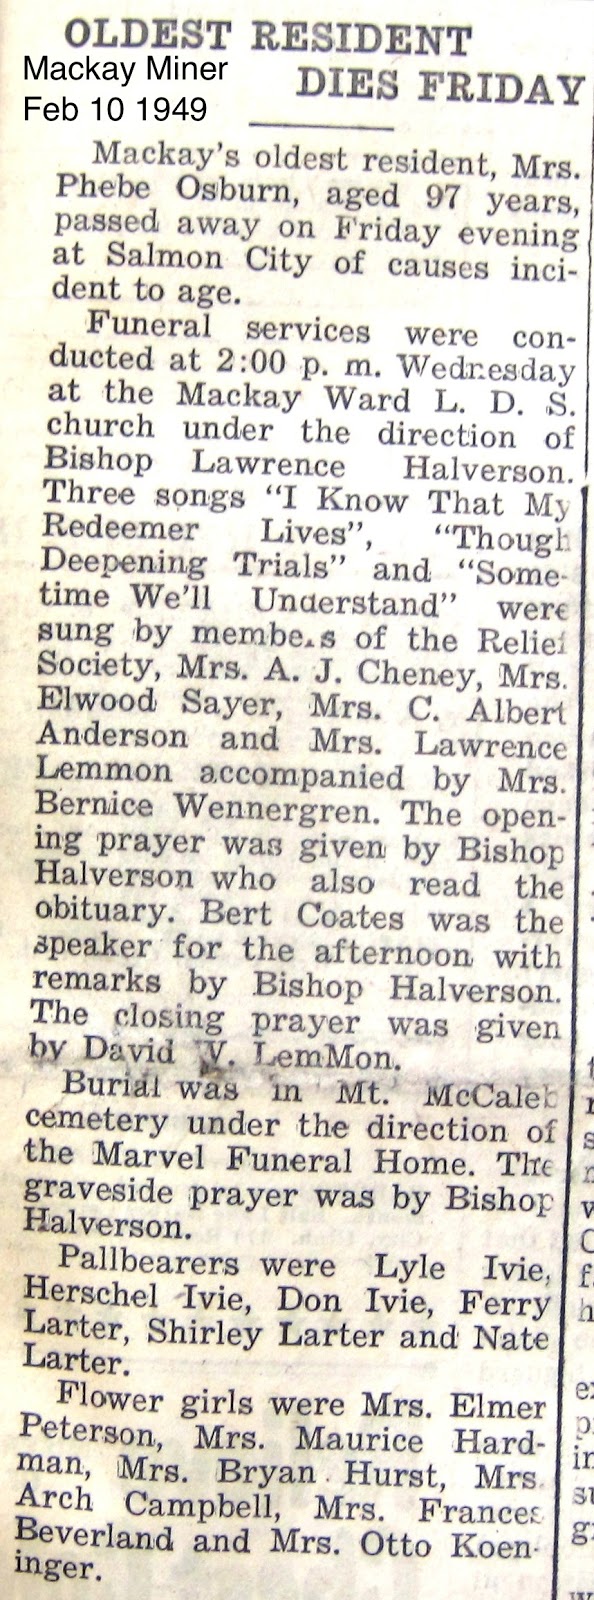 OLDEST RESIDENT
DIES FRIDAY
Mackay Miner
Feb 10 1949
Mackay's oldest resident, Mrs.
Phebe Osburn, aged 97 years,
passed away on Friday evening
at Salmon City of causes inci-
dent to age.
Funeral services were con-
ducted at 2:00 p. m. Wednesday
at the Mackay Ward L. D. S.
church under the direction of
Bishop Lawrence Halverson.
Three songs "I Know That My
Redeemer Lives", "Though
Deepening Trials" and "Some-
time We'll Understand" were
sung by members of the Relief
Society, Mrs. A. J. Cheney, Mrs.
Elwood Sayer, Mrs. C. Albert
Anderson and Mrs. Lawrence
Lemmon accompanied by Mrs.
Bernice Wennergren. The open-
ing prayer was given by Bishop
Halverson who also read the
obituary. Bert Coates was the
speaker for the afternoon with
remarks by Bishop Halverson.
The closing prayer was given
by David V. LemMon.
Burial was in Mt. McCaleb
cemetery under the direction of
the Marvel Funeral Home. The
graveside prayer was by Bishop
Halverson.
Pallbearers were Lyle Ivie,
Herschel Ivie, Don Ivie, Ferry
Larter, Shirley Larter and Nate
Larter.
Flower girls were Mrs. Elmer
Peterson, Mrs. Maurice Hard-
man, Mrs. Bryan Hurst, Mrs.
Arch Campbell, Mrs. Frances
Beverland and Mrs. Otto Koen-
inger.